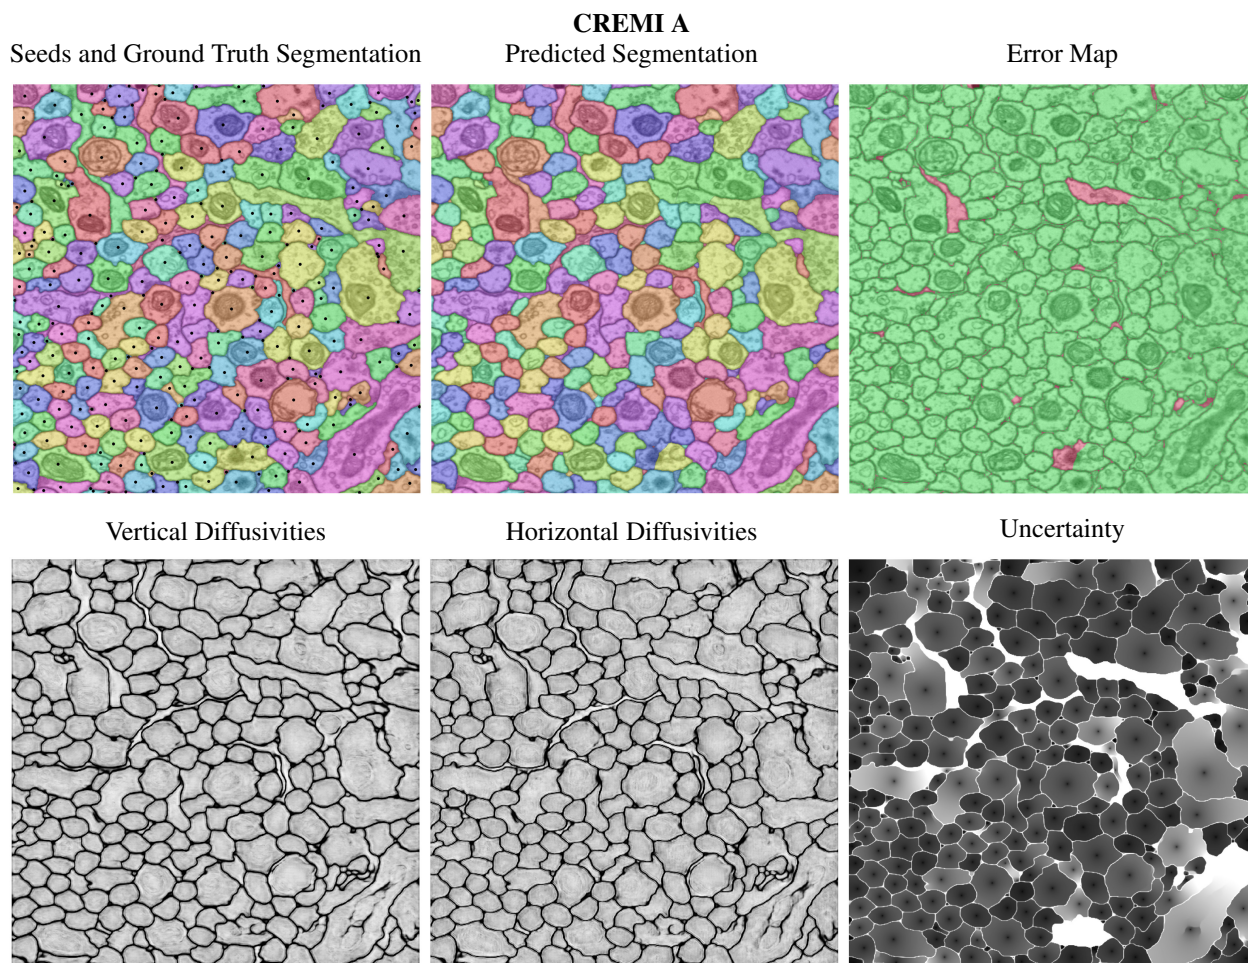 CREMI A
Seeds and Ground Truth Segmentation
Predicted Segmentation
Error Map
Vertical Diffusivities
Horizontal Diffusivities
Uncertainty